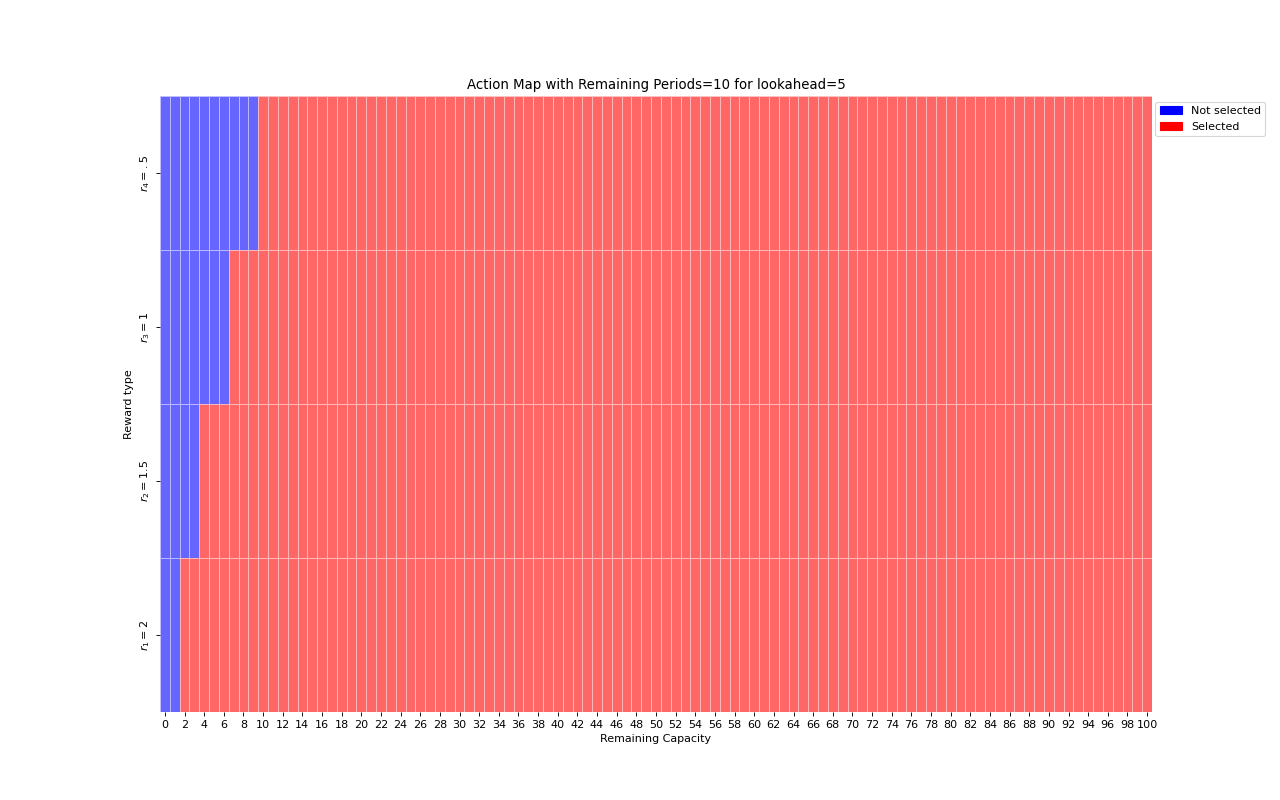 Action Map with Remaining Periods=10 for lookahead=5
Not selected
Selected
Reward type
r₄ = .5
r₃ = 1
r₂ = 1.5
r₁ = 2
0 2 4 6 8 10 12 14 16 18 20 22 24 26 28 30 32 34 36 38 40 42 44 46 48 50 52 54 56 58 60 62 64 66 68 70 72 74 76 78 80 82 84 86 88 90 92 94 96 98 100
Remaining Capacity